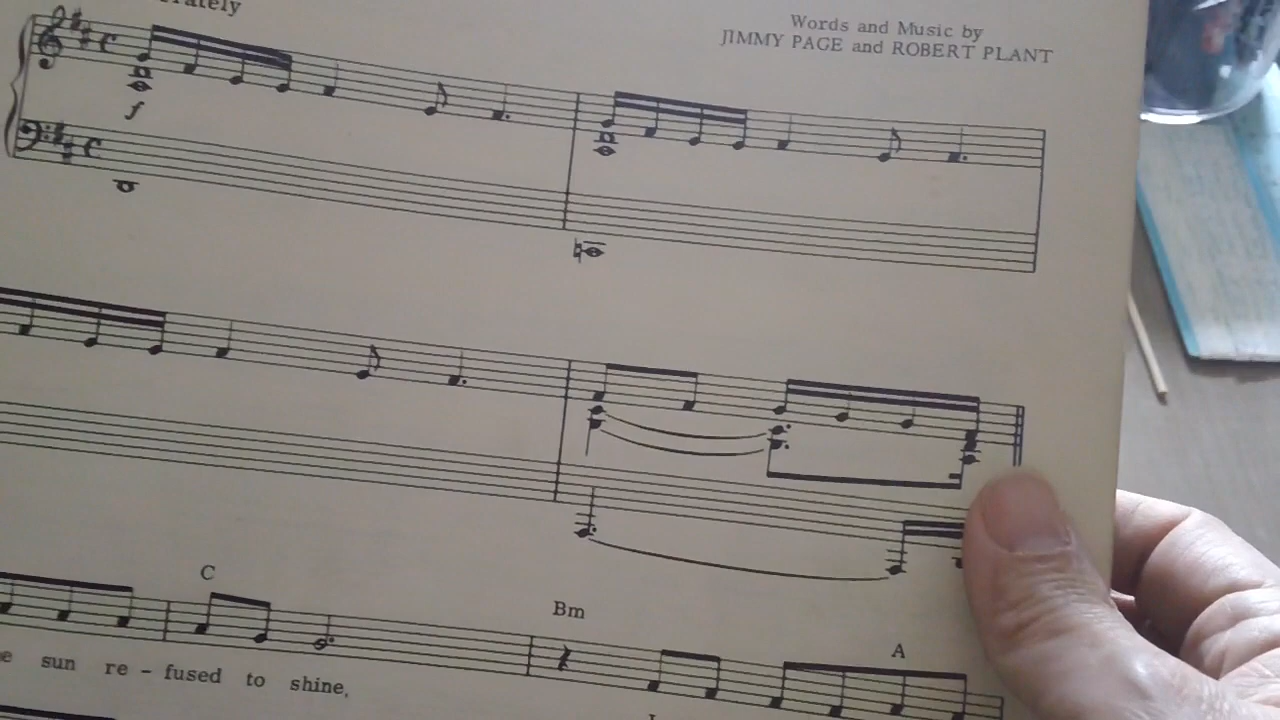 Words and Music by
JIMMY PAGE and ROBERT PLANT
f
C
Bm
A
sun re - fused to shine,